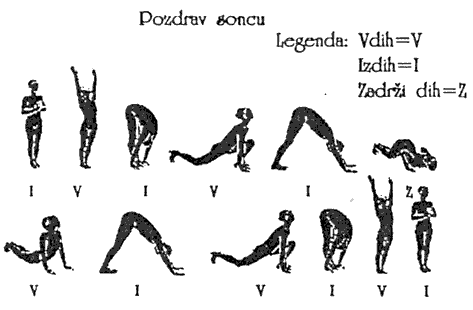 Pozdrav soncu
Legenda: Vdih=V
Izdih=I
Zadrži dih=Z
I V I V I Z
V I V I V I